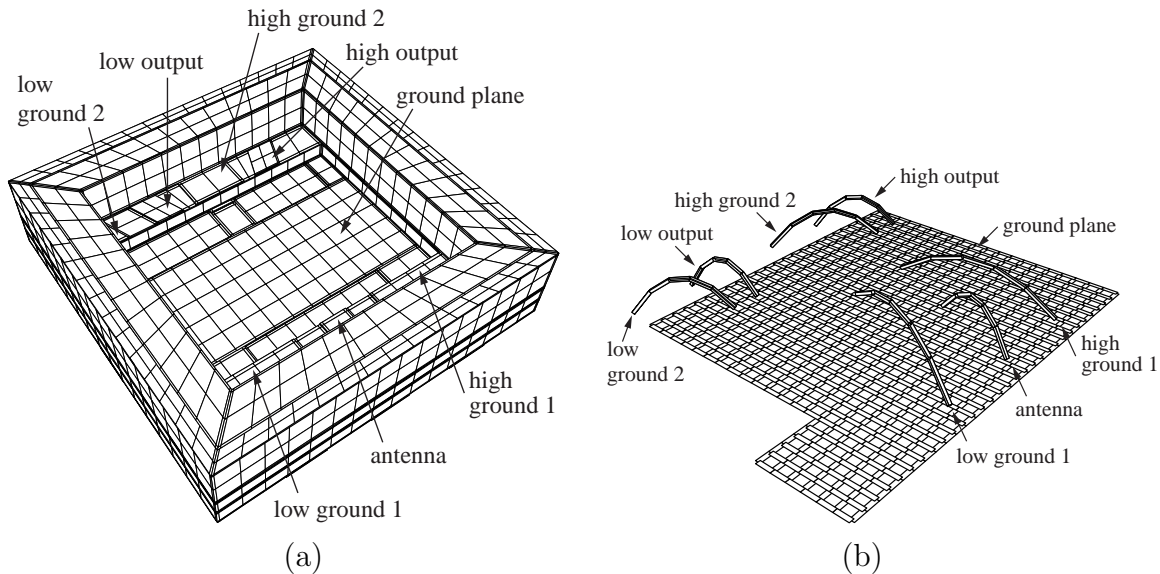 high ground 2
low output
high output
low
ground 2
ground plane
high
ground 1
antenna
low ground 1
(a)
high output
high ground 2
ground plane
low output
low
ground 2
high
ground 1
antenna
low ground 1
(b)